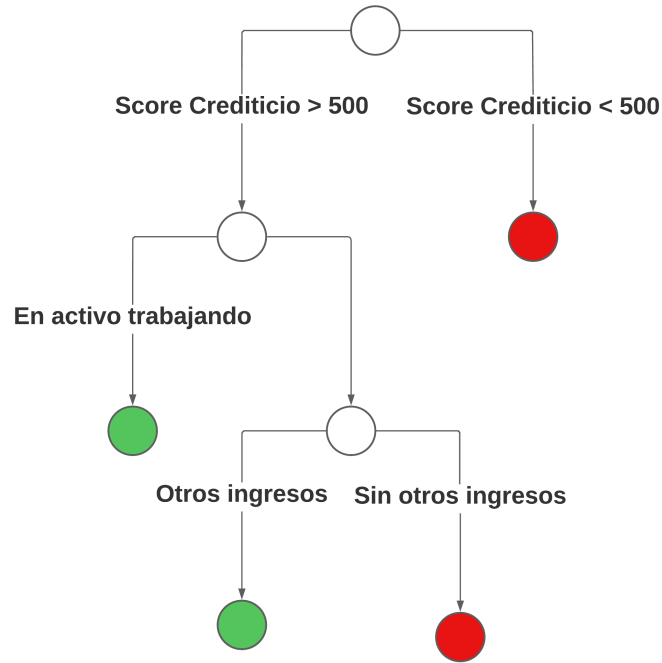 Score Crediticio > 500
Score Crediticio < 500
En activo trabajando
Otros ingresos
Sin otros ingresos